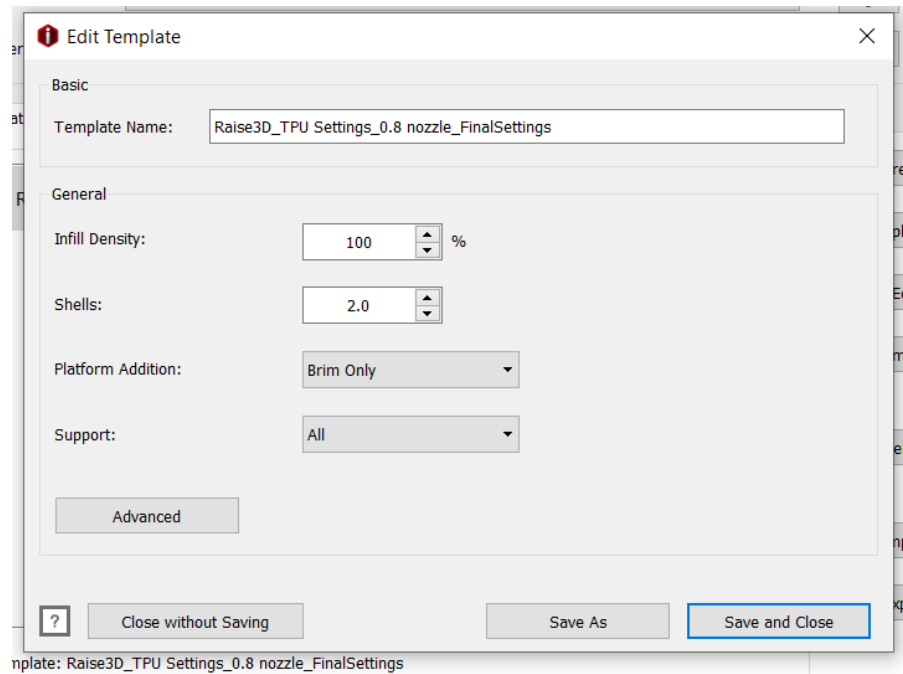 Edit Template
Basic
Template Name: Raise3D_TPU Settings_0.8 nozzle_FinalSettings
General
Infill Density: 100 %
Shells: 2.0
Platform Addition: Brim Only
Support: All
Advanced
? Close without Saving Save As Save and Close
mplate: Raise3D_TPU Settings_0.8 nozzle_FinalSettings